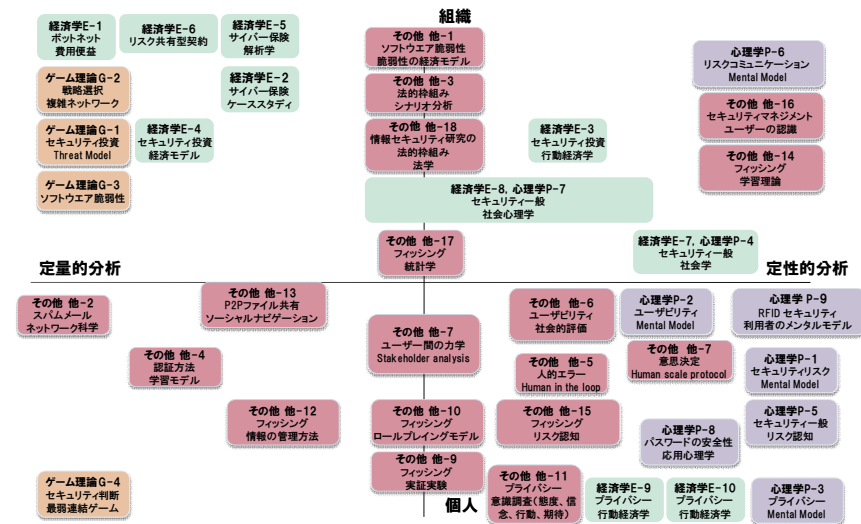 組織
経済学E-1
ボットネット
費用便益
経済学E-6
リスク共有型契約
経済学E-5
サイバー保険
解析学
その他 他-1
ソフトウエア脆弱性
脆弱性の経済モデル
心理学P-6
リスクコミュニケーション
Mental Model
ゲーム理論G-2
戦略選択
複雑ネットワーク
経済学E-2
サイバー保険
ケーススタディ
その他 他-3
法的枠組み
シナリオ分析
その他 他-16
セキュリティマネジメント
ユーザーの認識
ゲーム理論G-1
セキュリティ投資
Threat Model
経済学E-4
セキュリティ投資
経済モデル
その他 他-18
情報セキュリティ研究の
法的枠組み
法学
経済学E-3
セキュリティ投資
行動経済学
その他 他-14
フィッシング
学習理論
ゲーム理論G-3
ソフトウエア脆弱性
経済学E-8, 心理学P-7
セキュリティ一般
社会心理学
その他 他-17
フィッシング
統計学
経済学E-7, 心理学P-4
セキュリティ一般
社会学
定量的分析
定性的分析
その他 他-2
スパムメール
ネットワーク科学
その他 他-13
P2Pファイル共有
ソーシャルナビゲーション
その他 他-6
ユーザビリティ
社会的評価
心理学P-2
ユーザビリティ
Mental Model
心理学 P-9
RFID セキュリティ
利用者のメンタルモデル
その他 他-7
ユーザー間の力学
Stakeholder analysis
その他 他-4
認証方法
学習モデル
その他 他-5
人的エラー
Human in the loop
その他 他-7
意思決定
Human scale protocol
心理学P-1
セキュリティリスク
Mental Model
その他 他-12
フィッシング
情報の管理方法
その他 他-10
フィッシング
ロールプレイングモデル
その他 他-15
フィッシング
リスク認知
心理学P-8
パスワードの安全性
応用心理学
心理学P-5
セキュリティ一般
リスク認知
その他 他-9
フィッシング
実証実験
ゲーム理論G-4
セキュリティ判断
最弱連結ゲーム
個人
その他 他-11
プライバシー
意識調査(態度、信
念、行動、期待)
経済学E-9
プライバシー
行動経済学
経済学E-10
プライバシー
行動経済学
心理学P-3
プライバシー
Mental Model